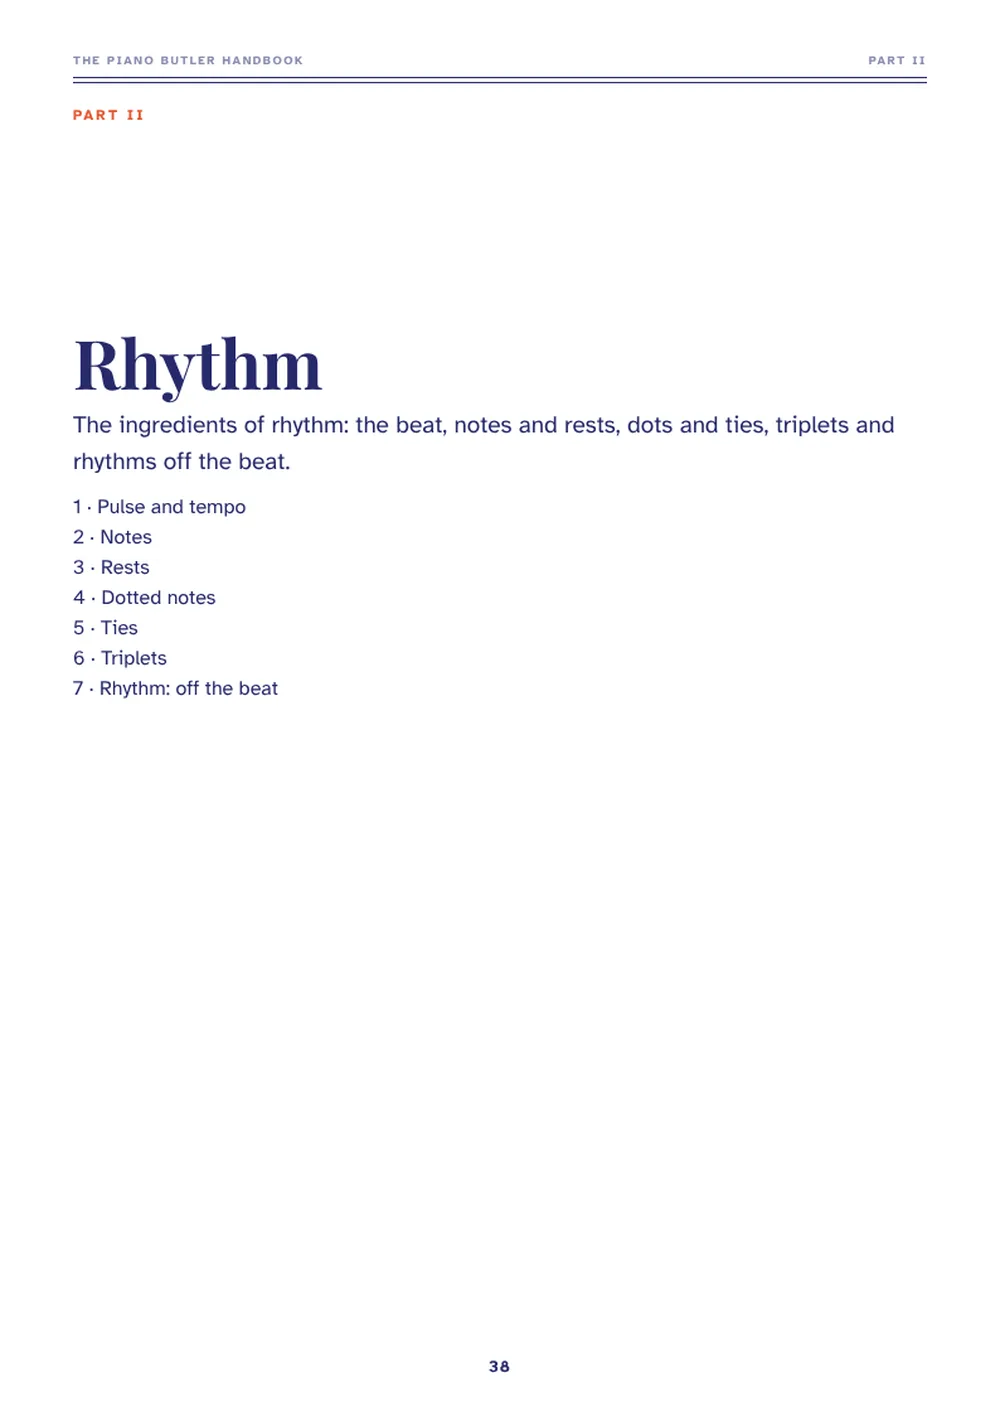 THE PIANO BUTLER HANDBOOK
PART II
PART II
Rhythm
The ingredients of rhythm: the beat, notes and rests, dots and ties, triplets and
rhythms off the beat.
1 · Pulse and tempo
2 · Notes
3 · Rests
4 · Dotted notes
5 · Ties
6 · Triplets
7 · Rhythm: off the beat
38